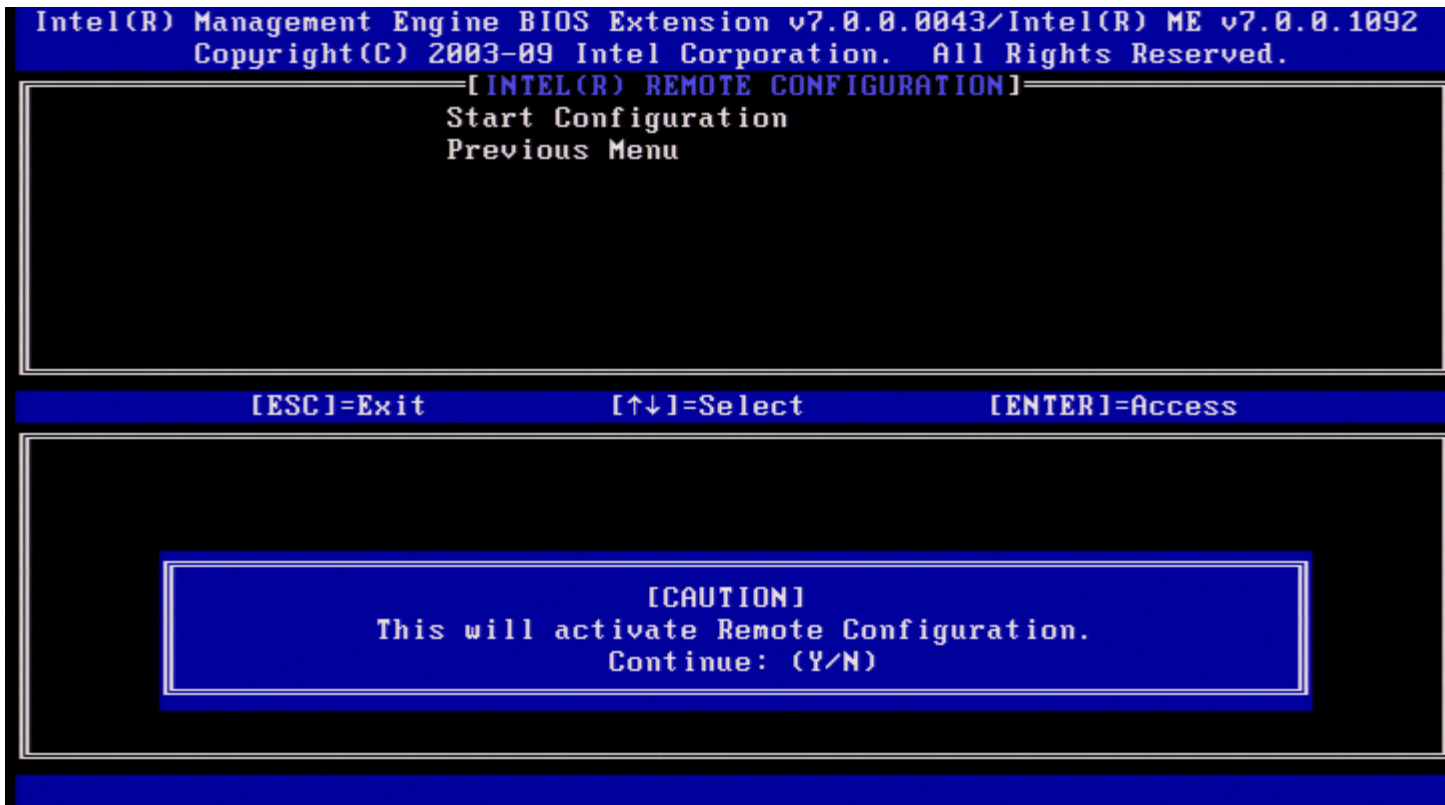 Intel(R) Management Engine BIOS Extension v7.0.0.0043/Intel(R) ME v7.0.0.1092
Copyright(C) 2003-09 Intel Corporation. All Rights Reserved.
[INTEL(R) REMOTE CONFIGURATION]
Start Configuration
Previous Menu
[ESC]=Exit [↑↓]=Select [ENTER]=Access
[CAUTION]
This will activate Remote Configuration.
Continue: (Y/N)